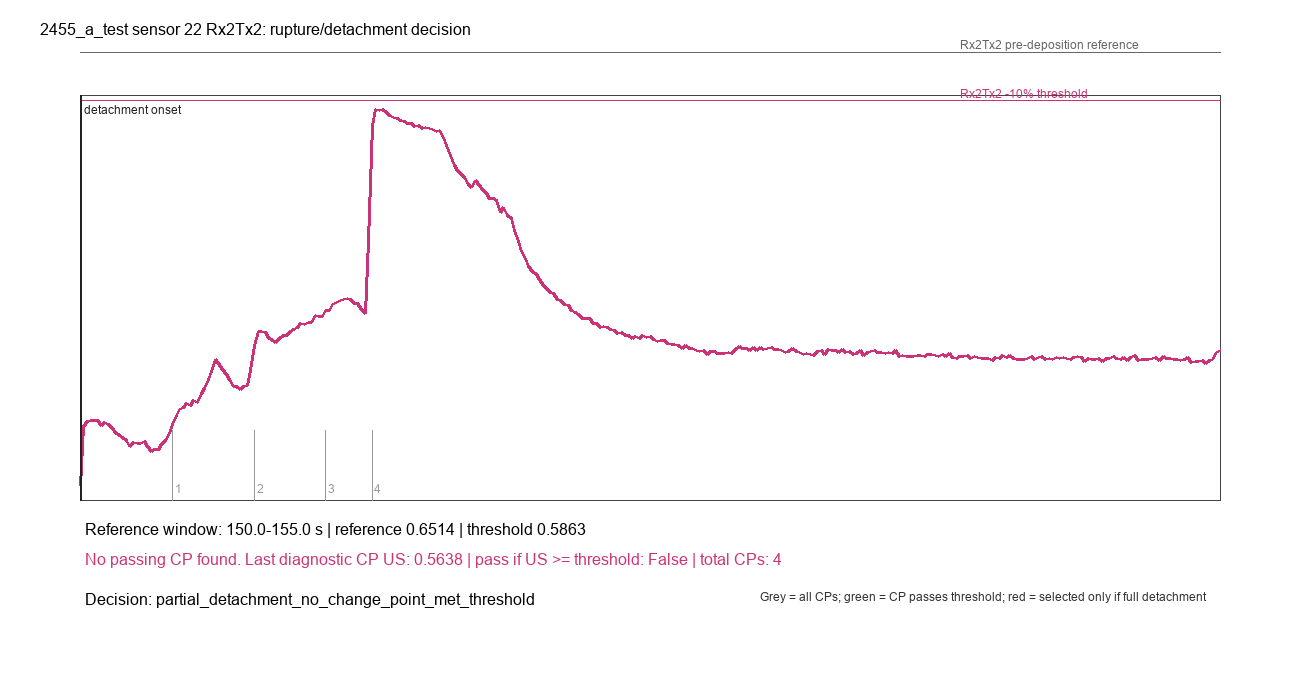 2455_a_test sensor 22 Rx2Tx2: rupture/detachment decision
Rx2Tx2 pre-deposition reference
Rx2Tx2 -10% threshold
detachment onset
1
2
3
4
Reference window: 150.0-155.0 s | reference 0.6514 | threshold 0.5863
No passing CP found. Last diagnostic CP US: 0.5638 | pass if US >= threshold: False | total CPs: 4
Decision: partial_detachment_no_change_point_met_threshold
Grey = all CPs; green = CP passes threshold; red = selected only if full detachment